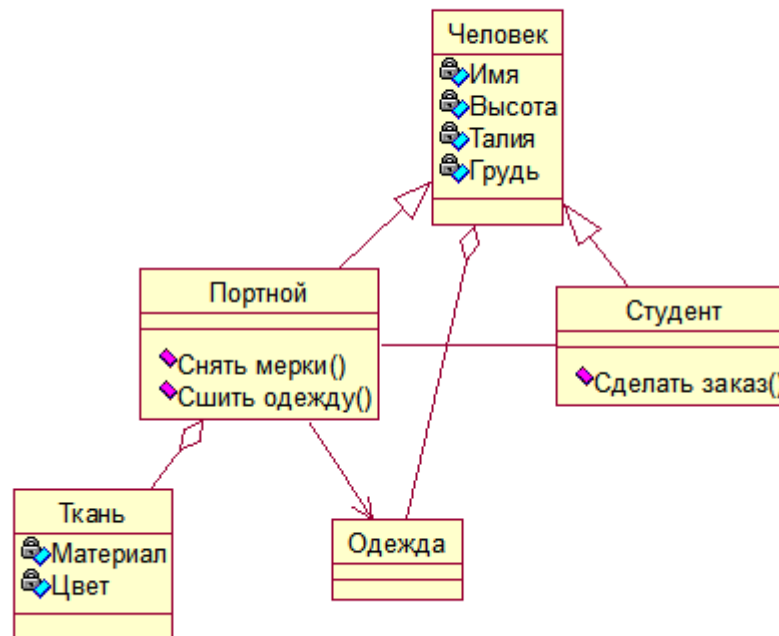 Человек
Имя
Высота
Талия
Грудь
Портной
Снять мерки()
Сшить одежду()
Студент
Сделать заказ()
Ткань
Материал
Цвет
Одежда